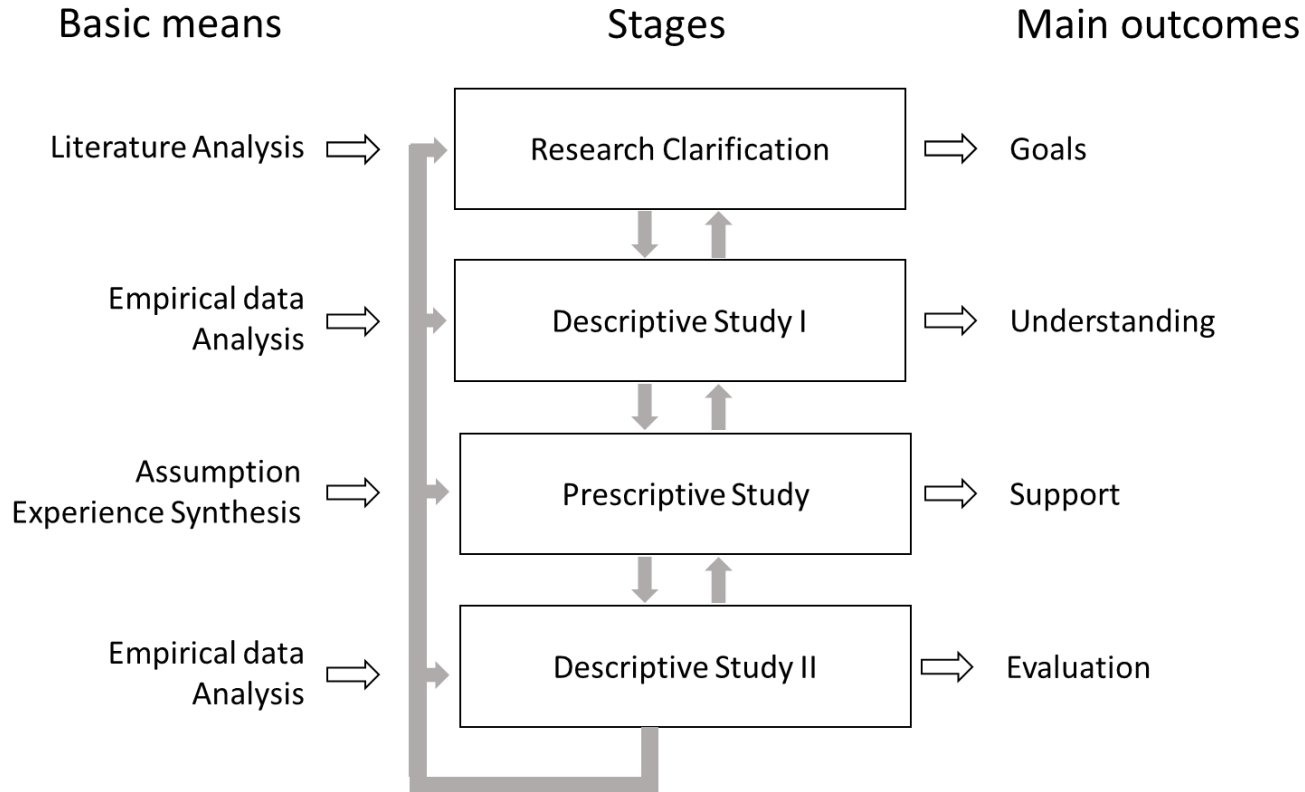 Basic means
Stages
Main outcomes
Literature Analysis
Research Clarification
Goals
Empirical data
Analysis
Descriptive Study I
Understanding
Assumption
Experience Synthesis
Prescriptive Study
Support
Empirical data
Analysis
Descriptive Study II
Evaluation